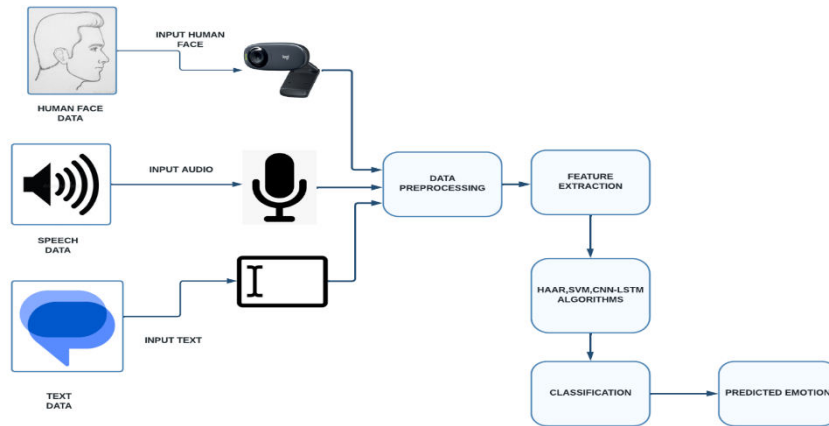 INPUT HUMAN
FACE
HUMAN FACE
DATA
INPUT AUDIO
SPEECH
DATA
INPUT TEXT
TEXT
DATA
DATA
PREPROCESSING
FEATURE
EXTRACTION
HAAR,SVM,CNN-LSTM
ALGORITHMS
CLASSIFICATION
PREDICTED EMOTION